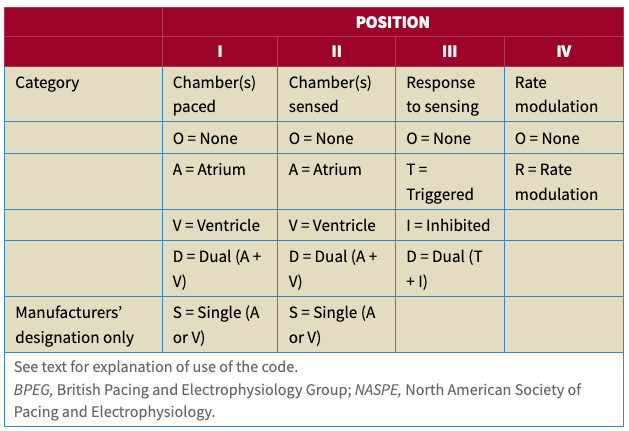 POSITION
I II III IV
Category Chamber(s) Chamber(s) Response Rate
paced sensed to sensing modulation
O = None O = None O = None O = None
A = Atrium A = Atrium T = R = Rate
Triggered modulation
V = Ventricle V = Ventricle I = Inhibited
D = Dual (A + D = Dual (A + D = Dual (T
V) V) + I)
Manufacturers’ S = Single (A S = Single (A
designation only or V) or V)
See text for explanation of use of the code.
BPEG, British Pacing and Electrophysiology Group; NASPE, North American Society of
Pacing and Electrophysiology.